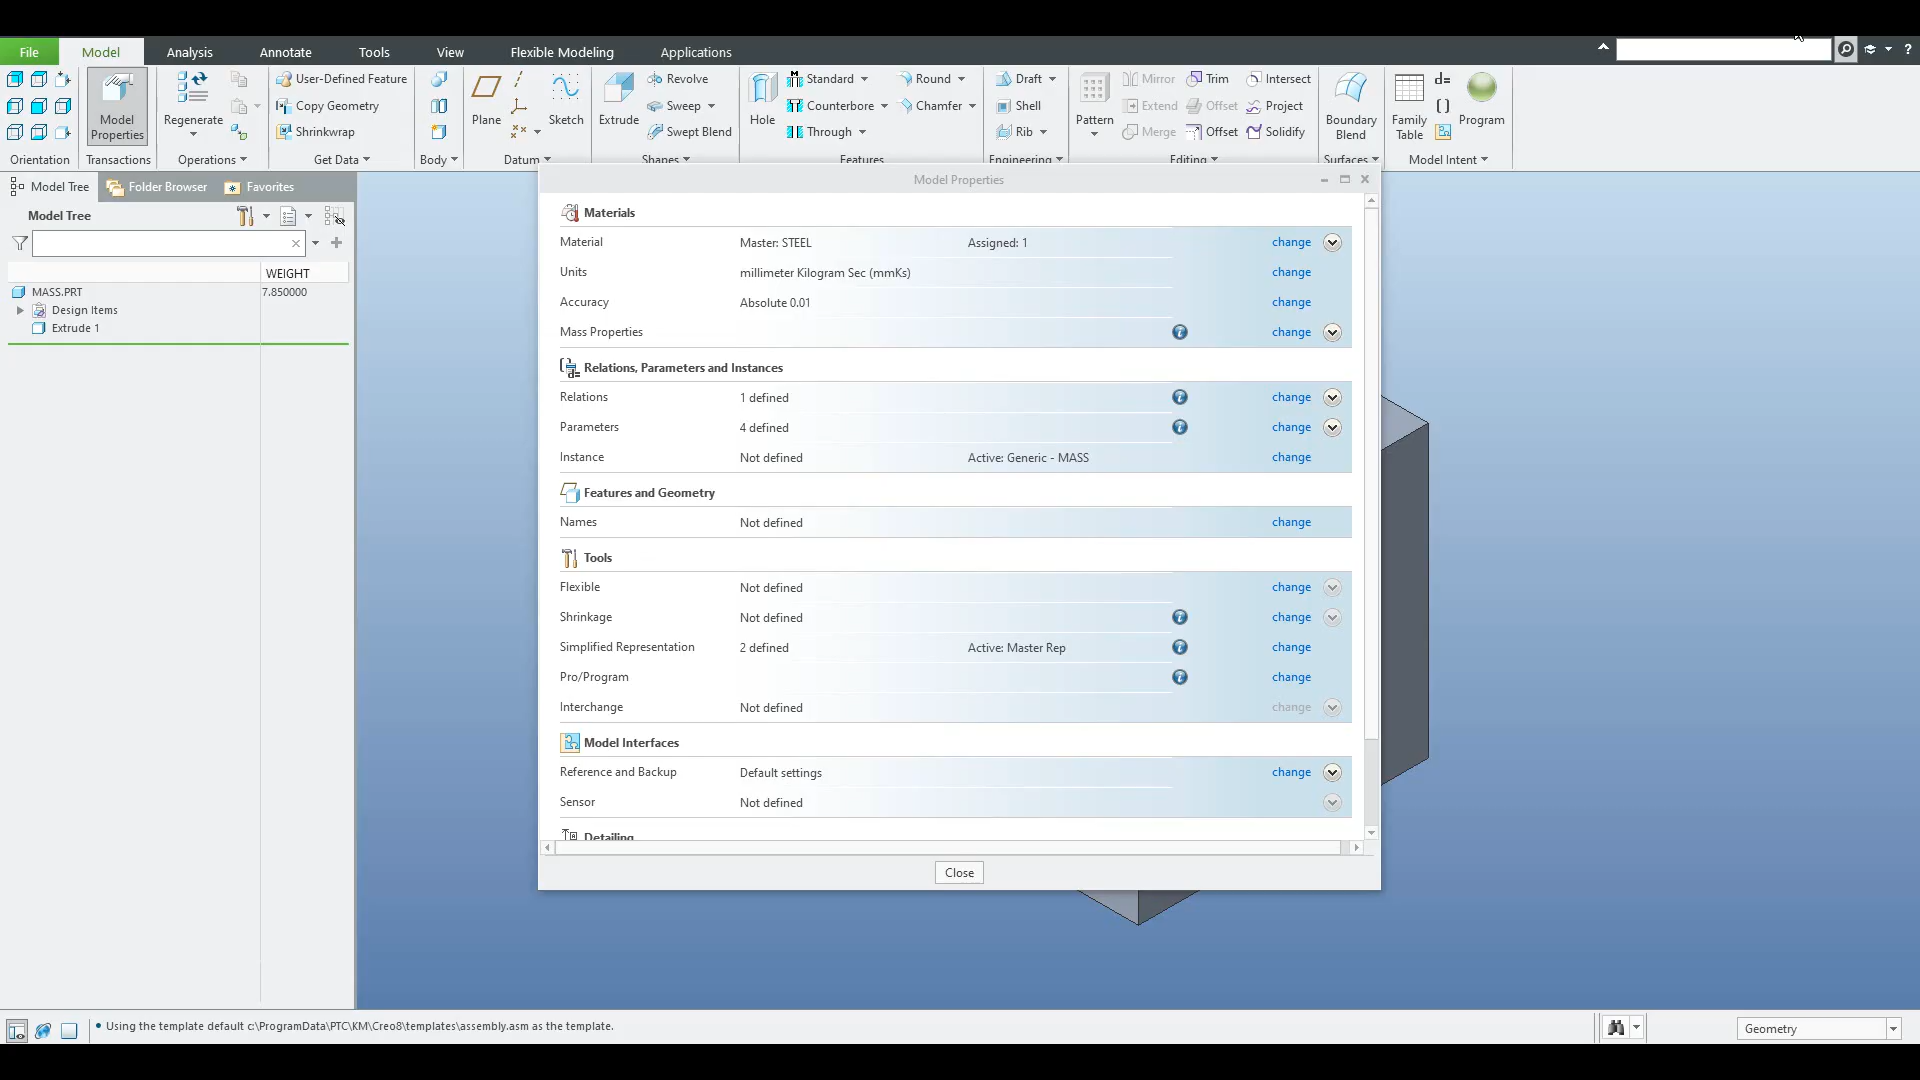 File Model Analysis Annotate Tools View Flexible Modeling Applications ?
User-Defined Feature Revolve Standard Round Draft Mirror Trim Intersect d=
Copy Geometry Sweep Counterbore Chamfer Shell Extend Offset Project [ ]
Model Properties Regenerate Shrinkwrap Plane Sketch Extrude Swept Blend Hole Through Rib Pattern Merge Offset Solidify Boundary Blend Family Table Program
Orientation Transactions Operations Get Data Body Datum Shapes Features Engineering Editing Surfaces Model Intent
Model Tree Folder Browser Favorites
Model Tree
WEIGHT
MASS.PRT 7.850000
Design Items
Extrude 1
Model Properties
Materials
Material Master: STEEL Assigned: 1 change
Units millimeter Kilogram Sec (mmKs) change
Accuracy Absolute 0.01 change
Mass Properties change
Relations, Parameters and Instances
Relations 1 defined change
Parameters 4 defined change
Instance Not defined Active: Generic - MASS change
Features and Geometry
Names Not defined change
Tools
Flexible Not defined change
Shrinkage Not defined change
Simplified Representation 2 defined Active: Master Rep change
Pro/Program change
Interchange Not defined change
Model Interfaces
Reference and Backup Default settings change
Sensor Not defined
Detailing
Close
• Using the template default c:\ProgramData\PTC\KM\Creo8\templates\assembly.asm as the template.
Geometry